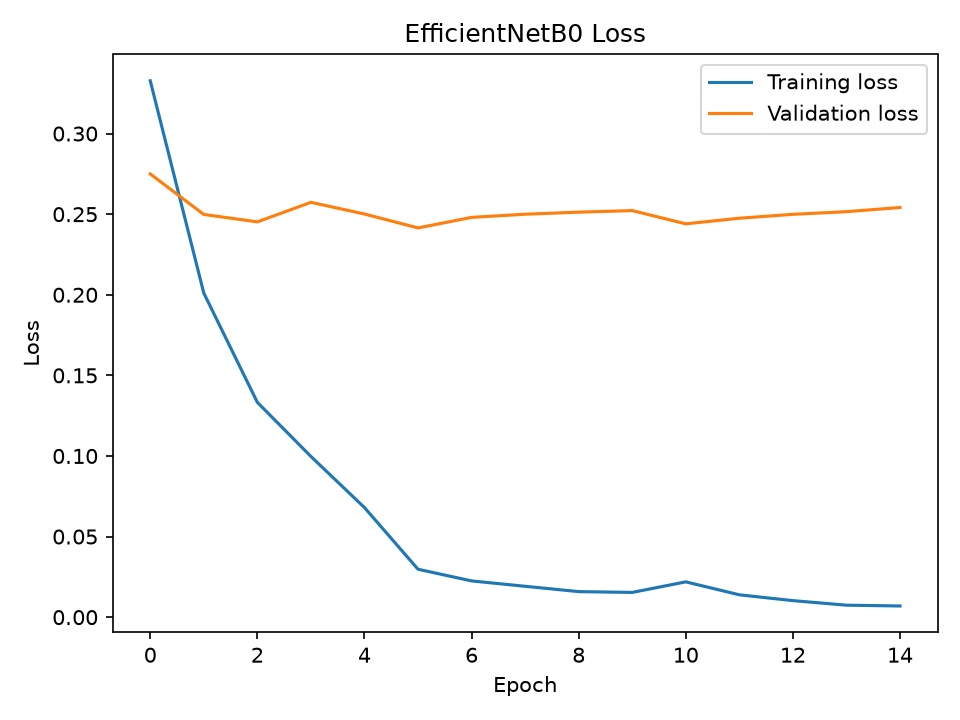 EfficientNetB0 Loss
Training loss
Validation loss
0.30
0.25
0.20
0.15
0.10
0.05
0.00
Loss
0 2 4 6 8 10 12 14
Epoch